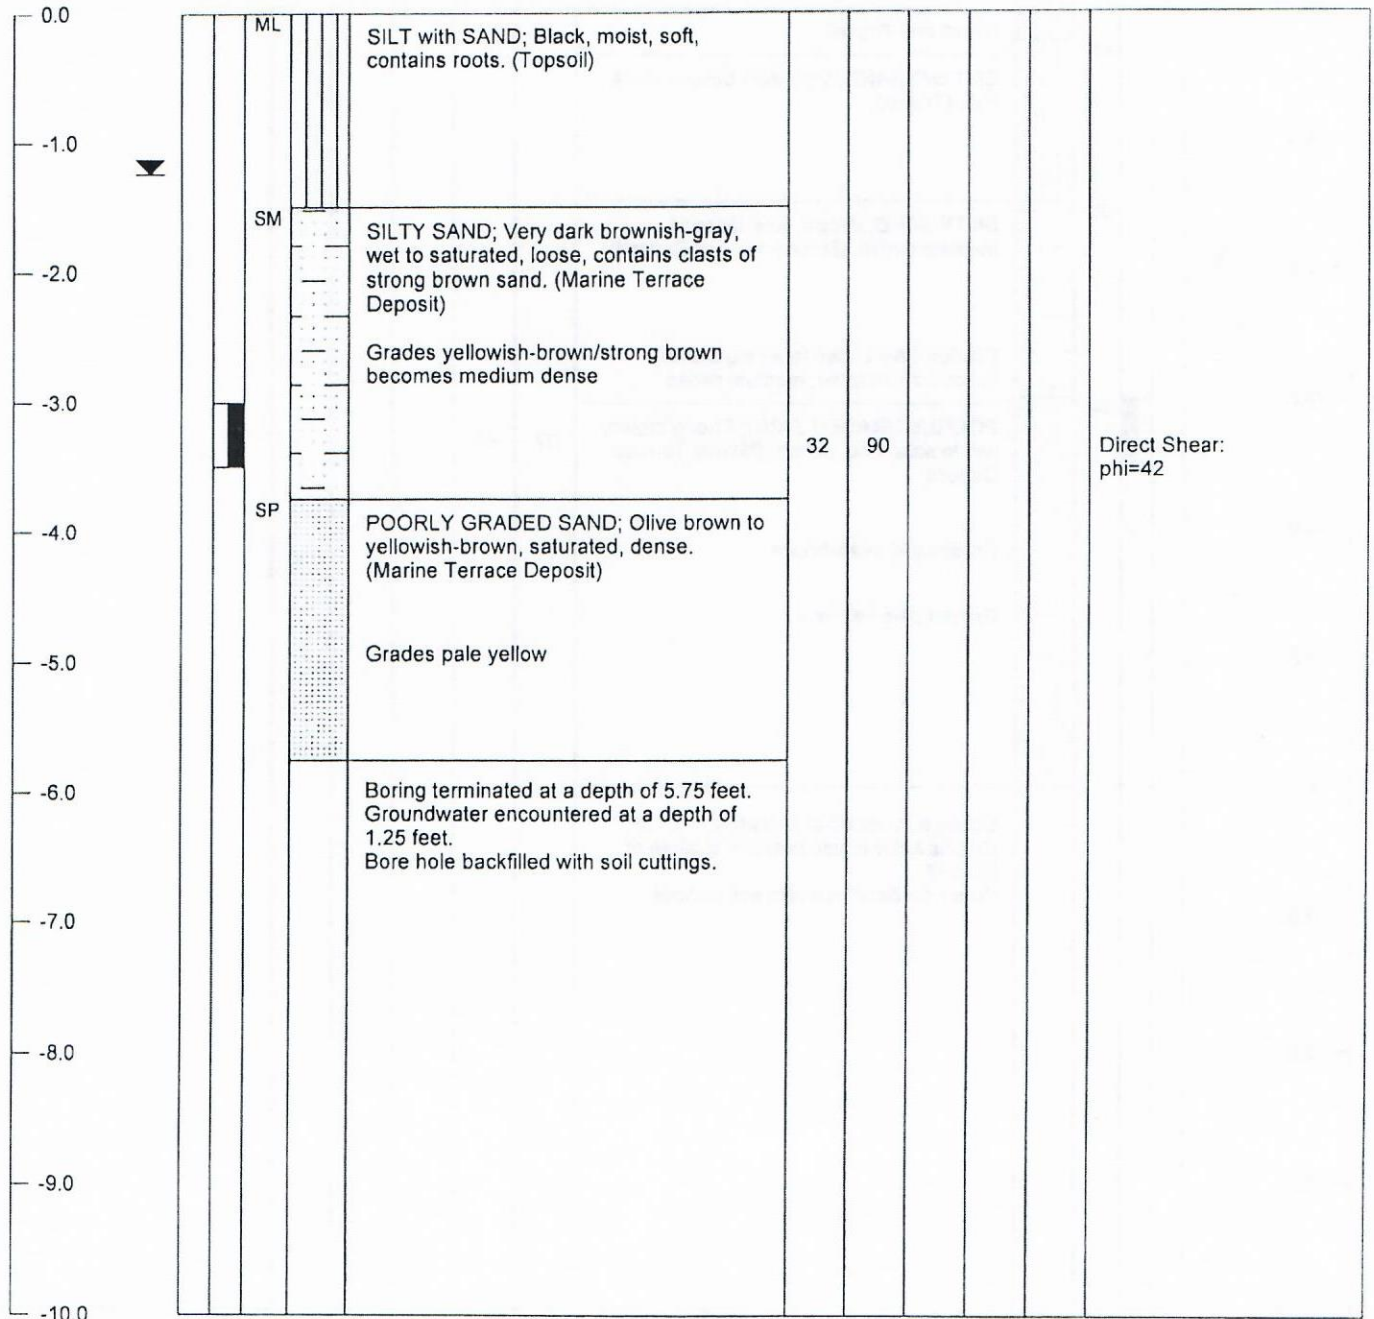 0.0
ML
SILT with SAND; Black, moist, soft,
contains roots. (Topsoil)
-1.0
SM
SILTY SAND; Very dark brownish-gray,
wet to saturated, loose, contains clasts of
strong brown sand. (Marine Terrace
Deposit)
-2.0
Grades yellowish-brown/strong brown
becomes medium dense
-3.0
32 90 Direct Shear:
phi=42
SP
POORLY GRADED SAND; Olive brown to
yellowish-brown, saturated, dense.
(Marine Terrace Deposit)
-4.0
Grades pale yellow
-5.0
-6.0
Boring terminated at a depth of 5.75 feet.
Groundwater encountered at a depth of
1.25 feet.
Bore hole backfilled with soil cuttings.
-7.0
-8.0
-9.0
-10.0